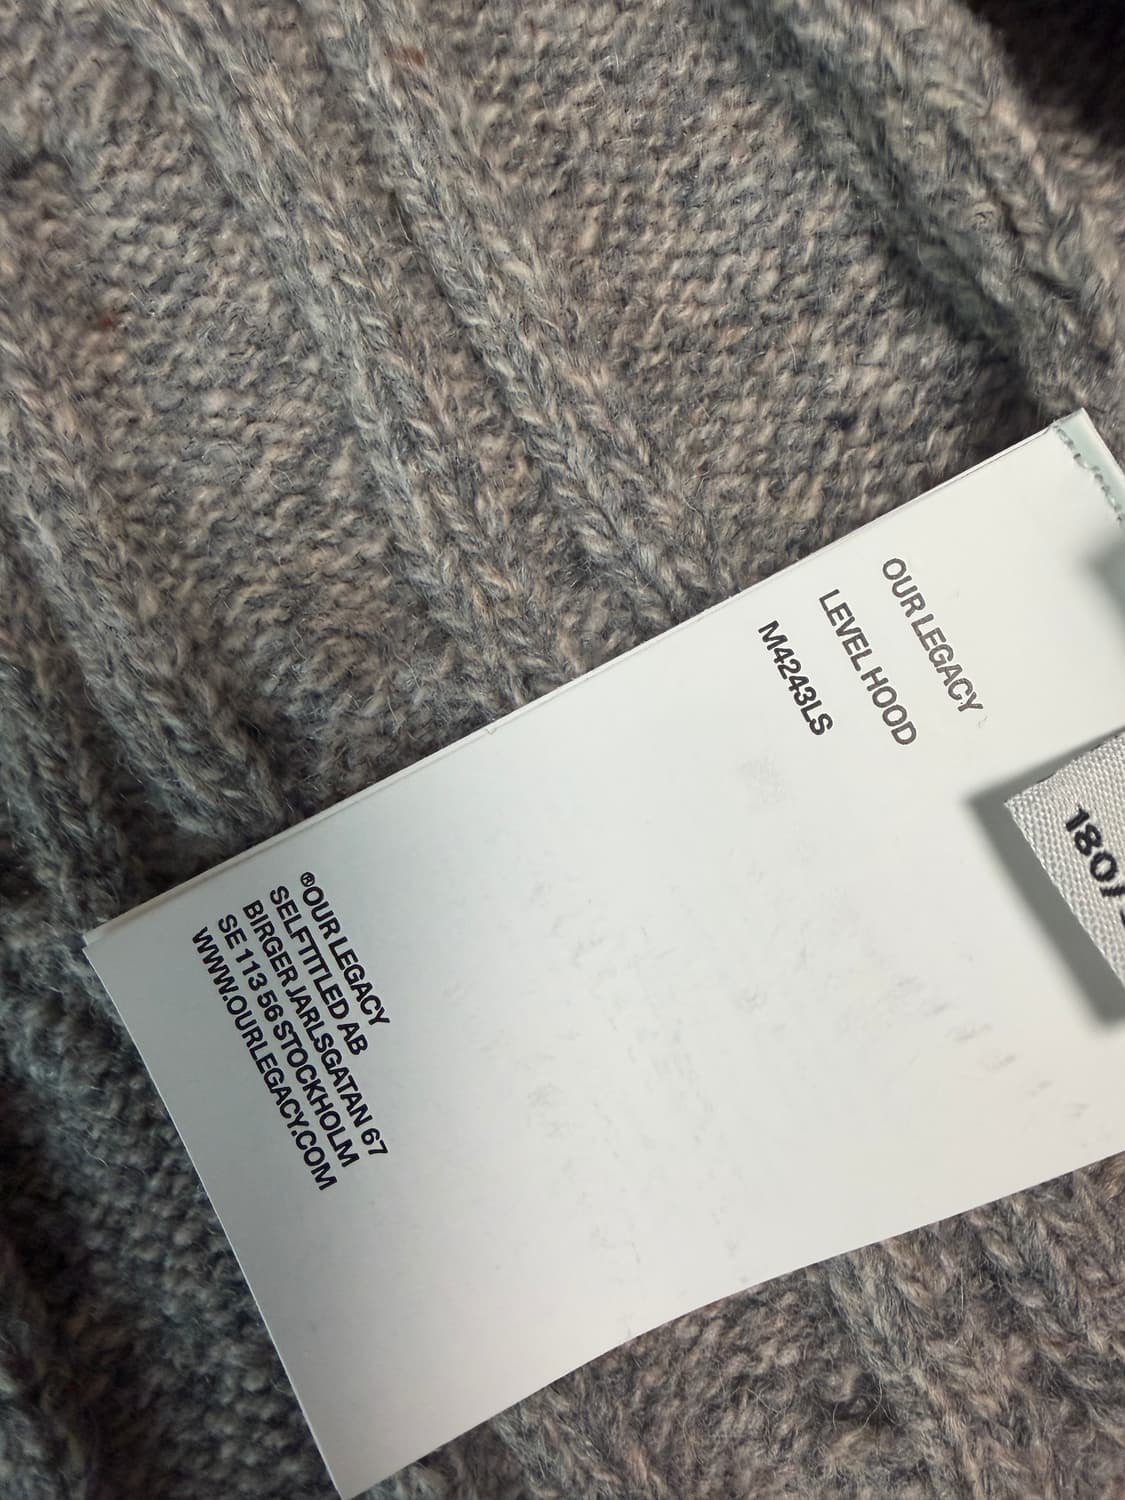 OUR LEGACY
LEVEL HOOD
M4243LS
180/
®OUR LEGACY
SELFTITLED AB
BIRGER JARLSGATAN 67
SE 113 56 STOCKHOLM
WWW.OURLEGACY.COM